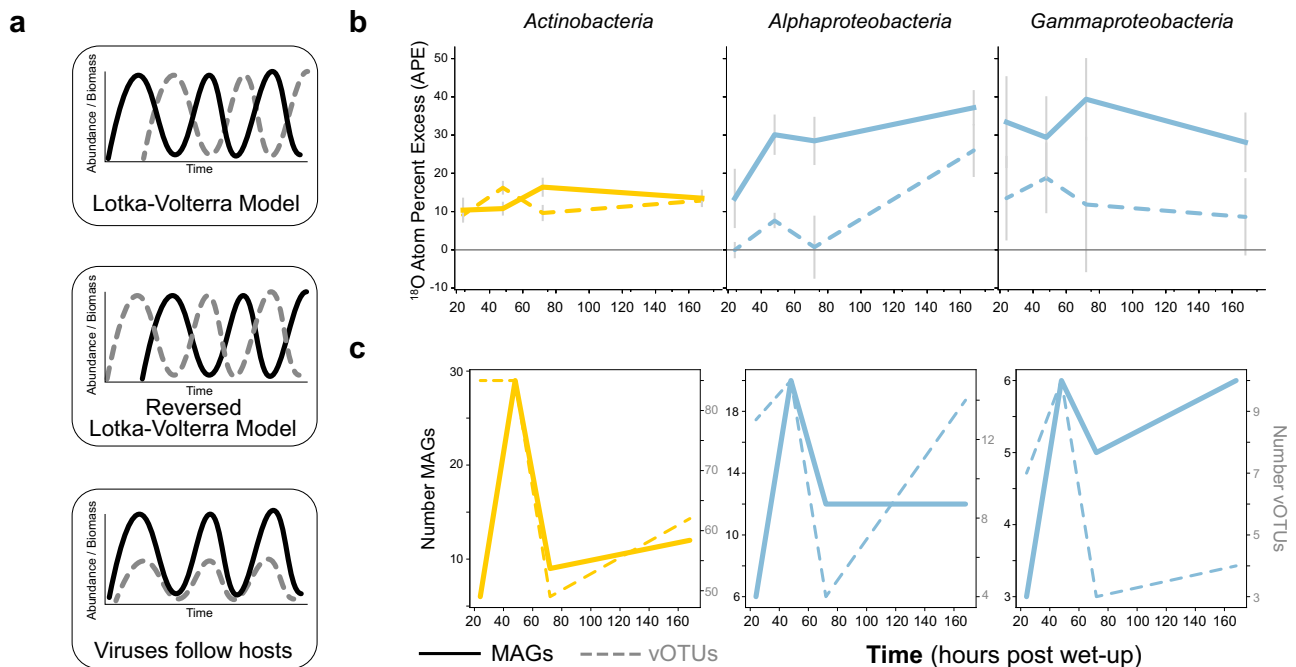 a
Abundance / Biomass
Time
Lotka-Volterra Model
Abundance / Biomass
Time
Reversed
Lotka-Volterra Model
Abundance / Biomass
Time
Viruses follow hosts
b
Actinobacteria
Alphaproteobacteria
Gammaproteobacteria
18O Atom Percent Excess (APE)
50
40
30
20
10
0
-10
20 40 60 80 100 120 140 160
20 40 60 80 100 120 140 160
20 40 60 80 100 120 140 160
c
Number MAGs
30
20
10
80
70
60
50
20 40 60 80 100 120 140 160
18
16
14
12
10
8
6
12
8
4
20 40 60 80 100 120 140 160
6
5
4
3
9
7
5
4
3
Number vOTUs
20 40 60 80 100 120 140 160
MAGs
vOTUs
Time (hours post wet-up)